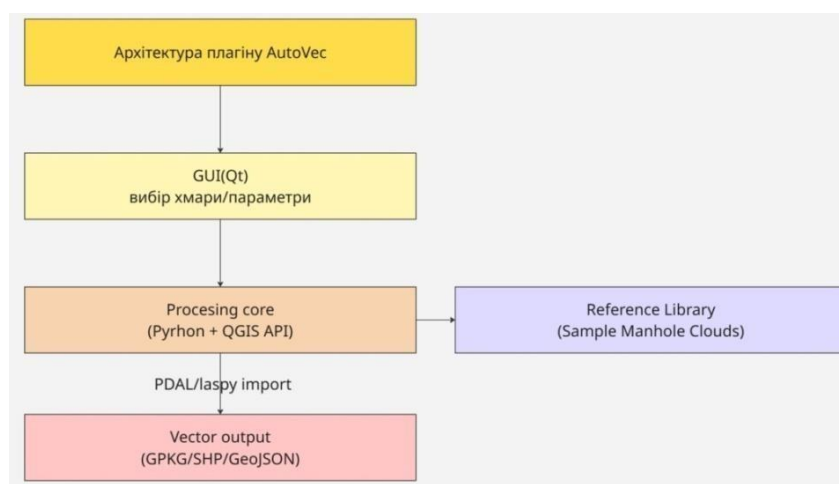 Архітектура плагіну AutoVec
GUI(Qt)
вибір хмари/параметри
Procesing core
(Pyrhon + QGIS API)
Reference Library
(Sample Manhole Clouds)
PDAL/laspy import
Vector output
(GPKG/SHP/GeoJSON)